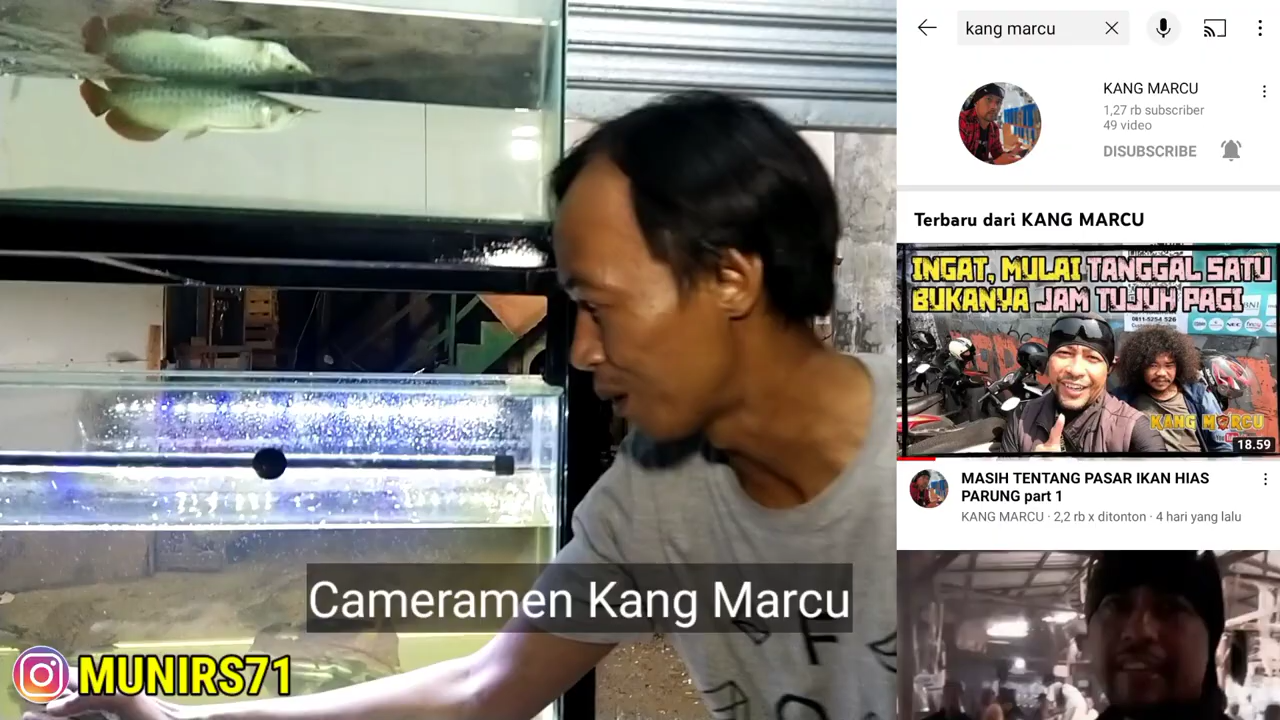 Cameramen Kang Marcu
MUNIRS71
kang marcu
KANG MARCU
1,27 rb subscriber
49 video
DISUBSCRIBE
Terbaru dari KANG MARCU
INGAT, MULAI TANGGAL SATU
BUKANYA JAM TUJUH PAGI
KANG MARCU
18.59
MASIH TENTANG PASAR IKAN HIAS
PARUNG part 1
KANG MARCU · 2,2 rb x ditonton · 4 hari yang lalu